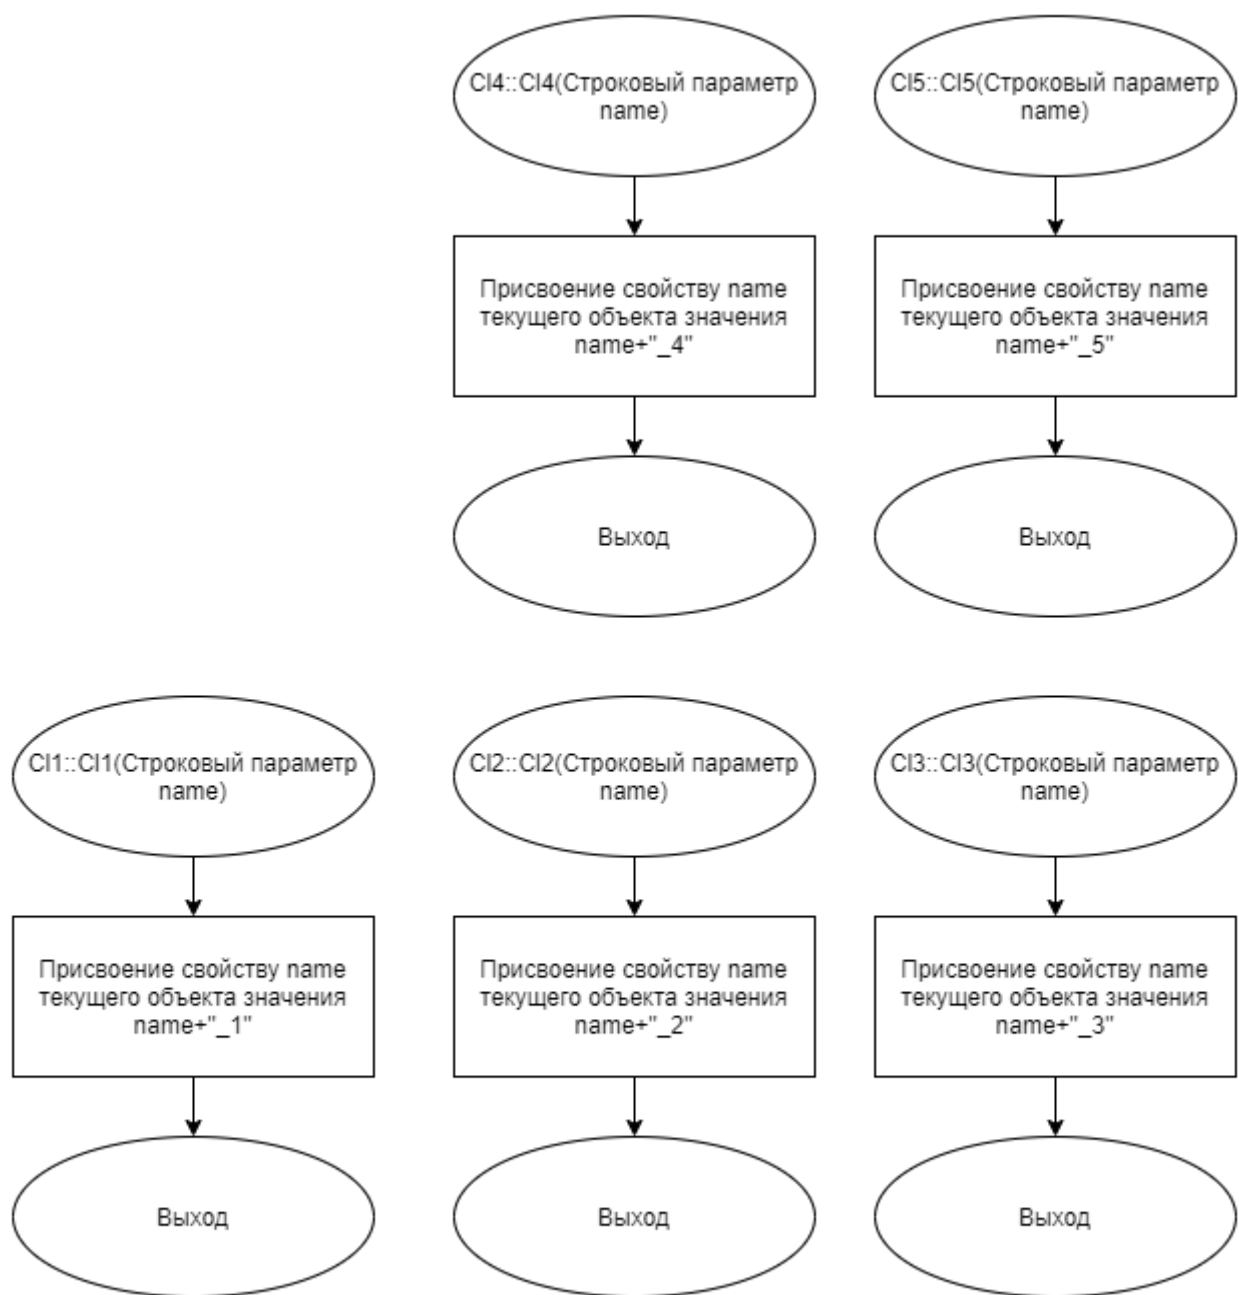 Cl4::Cl4(Строковый параметр
name)
Присвоение свойству name
текущего объекта значения
name+"_4"
Выход
Cl5::Cl5(Строковый параметр
name)
Присвоение свойству name
текущего объекта значения
name+"_5"
Выход
Cl1::Cl1(Строковый параметр
name)
Присвоение свойству name
текущего объекта значения
name+"_1"
Выход
Cl2::Cl2(Строковый параметр
name)
Присвоение свойству name
текущего объекта значения
name+"_2"
Выход
Cl3::Cl3(Строковый параметр
name)
Присвоение свойству name
текущего объекта значения
name+"_3"
Выход